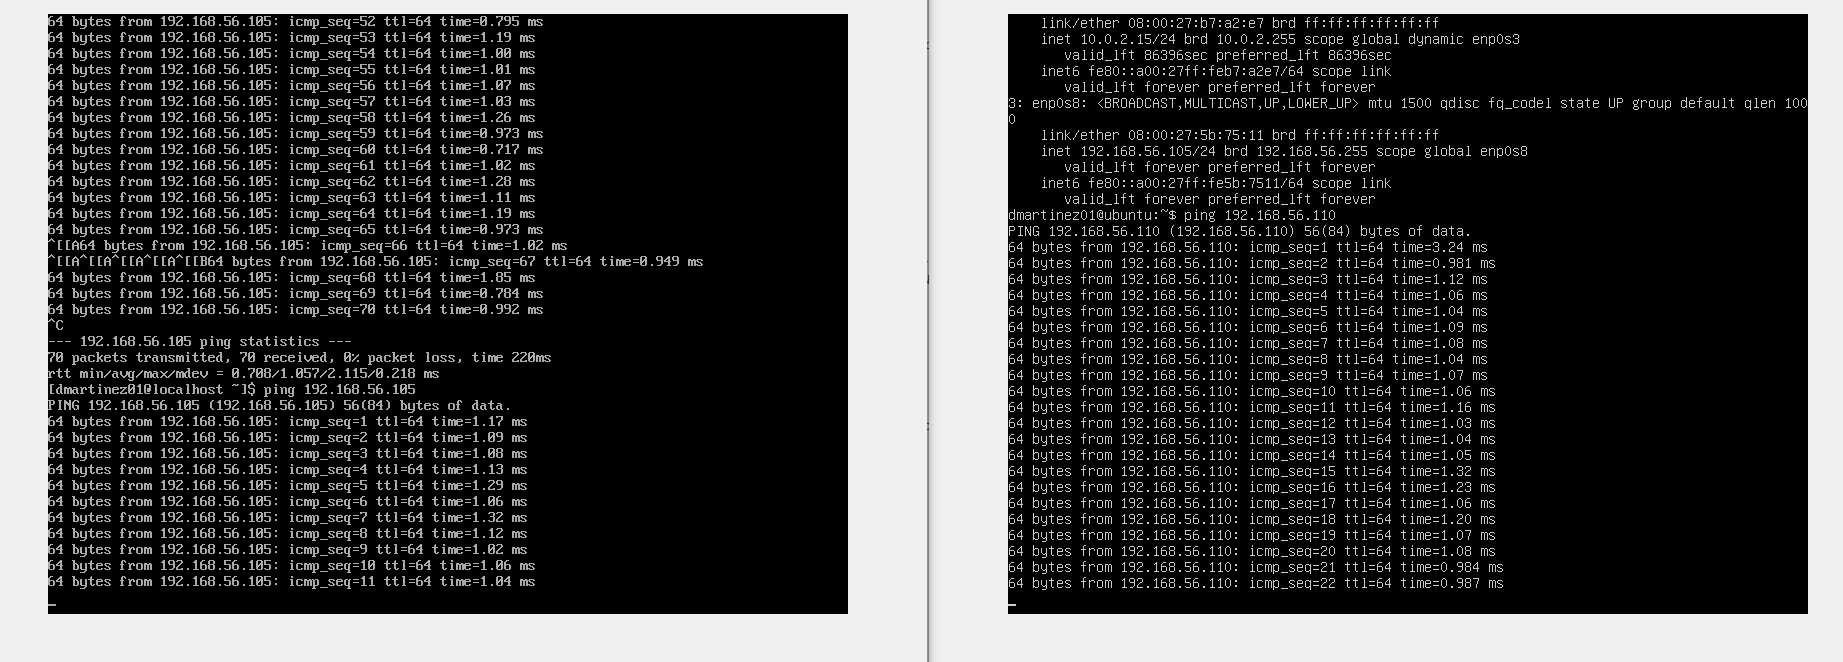 64 bytes from 192.168.56.105: icmp_seq=52 ttl=64 time=0.795 ms
64 bytes from 192.168.56.105: icmp_seq=53 ttl=64 time=1.19 ms
64 bytes from 192.168.56.105: icmp_seq=54 ttl=64 time=1.00 ms
64 bytes from 192.168.56.105: icmp_seq=55 ttl=64 time=1.01 ms
64 bytes from 192.168.56.105: icmp_seq=56 ttl=64 time=1.07 ms
64 bytes from 192.168.56.105: icmp_seq=57 ttl=64 time=1.03 ms
64 bytes from 192.168.56.105: icmp_seq=58 ttl=64 time=1.26 ms
64 bytes from 192.168.56.105: icmp_seq=59 ttl=64 time=0.973 ms
64 bytes from 192.168.56.105: icmp_seq=60 ttl=64 time=0.717 ms
64 bytes from 192.168.56.105: icmp_seq=61 ttl=64 time=1.02 ms
64 bytes from 192.168.56.105: icmp_seq=62 ttl=64 time=1.28 ms
64 bytes from 192.168.56.105: icmp_seq=63 ttl=64 time=1.11 ms
64 bytes from 192.168.56.105: icmp_seq=64 ttl=64 time=1.19 ms
64 bytes from 192.168.56.105: icmp_seq=65 ttl=64 time=0.973 ms
^[[A64 bytes from 192.168.56.105: icmp_seq=66 ttl=64 time=1.02 ms
^[[A^[[A^[[A^[[A^[[B64 bytes from 192.168.56.105: icmp_seq=67 ttl=64 time=0.949 ms
64 bytes from 192.168.56.105: icmp_seq=68 ttl=64 time=1.85 ms
64 bytes from 192.168.56.105: icmp_seq=69 ttl=64 time=0.784 ms
64 bytes from 192.168.56.105: icmp_seq=70 ttl=64 time=0.992 ms
^C
--- 192.168.56.105 ping statistics ---
70 packets transmitted, 70 received, 0% packet loss, time 220ms
rtt min/avg/max/mdev = 0.708/1.057/2.115/0.218 ms
[dmartinez01@localhost ~]$ ping 192.168.56.105
PING 192.168.56.105 (192.168.56.105) 56(84) bytes of data.
64 bytes from 192.168.56.105: icmp_seq=1 ttl=64 time=1.17 ms
64 bytes from 192.168.56.105: icmp_seq=2 ttl=64 time=1.09 ms
64 bytes from 192.168.56.105: icmp_seq=3 ttl=64 time=1.08 ms
64 bytes from 192.168.56.105: icmp_seq=4 ttl=64 time=1.13 ms
64 bytes from 192.168.56.105: icmp_seq=5 ttl=64 time=1.29 ms
64 bytes from 192.168.56.105: icmp_seq=6 ttl=64 time=1.06 ms
64 bytes from 192.168.56.105: icmp_seq=7 ttl=64 time=1.32 ms
64 bytes from 192.168.56.105: icmp_seq=8 ttl=64 time=1.12 ms
64 bytes from 192.168.56.105: icmp_seq=9 ttl=64 time=1.02 ms
64 bytes from 192.168.56.105: icmp_seq=10 ttl=64 time=1.06 ms
64 bytes from 192.168.56.105: icmp_seq=11 ttl=64 time=1.04 ms
link/ether 08:00:27:b7:a2:e7 brd ff:ff:ff:ff:ff:ff
inet 10.0.2.15/24 brd 10.0.2.255 scope global dynamic enp0s3
valid_lft 86396sec preferred_lft 86396sec
inet6 fe80::a00:27ff:feb7:a2e7/64 scope link
valid_lft forever preferred_lft forever
3: enp0s8: <BROADCAST,MULTICAST,UP,LOWER_UP> mtu 1500 qdisc fq_codel state UP group default qlen 100
0
link/ether 08:00:27:5b:75:11 brd ff:ff:ff:ff:ff:ff
inet 192.168.56.105/24 brd 192.168.56.255 scope global enp0s8
valid_lft forever preferred_lft forever
inet6 fe80::a00:27ff:fe5b:7511/64 scope link
valid_lft forever preferred_lft forever
dmartinez01@ubuntu:~$ ping 192.168.56.110
PING 192.168.56.110 (192.168.56.110) 56(84) bytes of data.
64 bytes from 192.168.56.110: icmp_seq=1 ttl=64 time=3.24 ms
64 bytes from 192.168.56.110: icmp_seq=2 ttl=64 time=0.981 ms
64 bytes from 192.168.56.110: icmp_seq=3 ttl=64 time=1.12 ms
64 bytes from 192.168.56.110: icmp_seq=4 ttl=64 time=1.06 ms
64 bytes from 192.168.56.110: icmp_seq=5 ttl=64 time=1.04 ms
64 bytes from 192.168.56.110: icmp_seq=6 ttl=64 time=1.09 ms
64 bytes from 192.168.56.110: icmp_seq=7 ttl=64 time=1.08 ms
64 bytes from 192.168.56.110: icmp_seq=8 ttl=64 time=1.04 ms
64 bytes from 192.168.56.110: icmp_seq=9 ttl=64 time=1.07 ms
64 bytes from 192.168.56.110: icmp_seq=10 ttl=64 time=1.06 ms
64 bytes from 192.168.56.110: icmp_seq=11 ttl=64 time=1.16 ms
64 bytes from 192.168.56.110: icmp_seq=12 ttl=64 time=1.03 ms
64 bytes from 192.168.56.110: icmp_seq=13 ttl=64 time=1.04 ms
64 bytes from 192.168.56.110: icmp_seq=14 ttl=64 time=1.05 ms
64 bytes from 192.168.56.110: icmp_seq=15 ttl=64 time=1.32 ms
64 bytes from 192.168.56.110: icmp_seq=16 ttl=64 time=1.23 ms
64 bytes from 192.168.56.110: icmp_seq=17 ttl=64 time=1.06 ms
64 bytes from 192.168.56.110: icmp_seq=18 ttl=64 time=1.20 ms
64 bytes from 192.168.56.110: icmp_seq=19 ttl=64 time=1.07 ms
64 bytes from 192.168.56.110: icmp_seq=20 ttl=64 time=1.08 ms
64 bytes from 192.168.56.110: icmp_seq=21 ttl=64 time=0.984 ms
64 bytes from 192.168.56.110: icmp_seq=22 ttl=64 time=0.987 ms